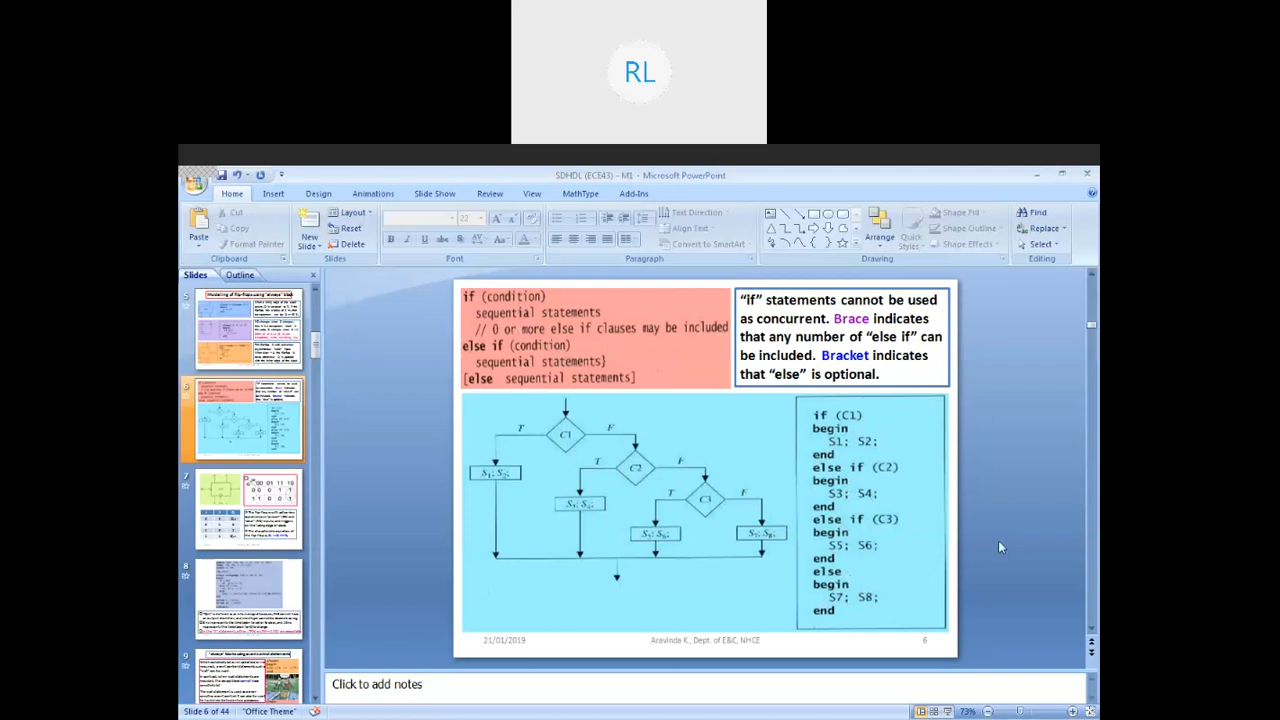 RL
SDHDL (ECE43) - M1 - Microsoft PowerPoint
Home Insert Design Animations Slide Show Review View MathType Add-Ins
Cut
Copy
Format Painter
Paste
Clipboard
New
Slide
Layout
Reset
Delete
Slides
22
Font
Text Direction
Align Text
Convert to SmartArt
Paragraph
Arrange
Quick
Styles
Shape Fill
Shape Outline
Shape Effects
Drawing
Find
Replace
Select
Editing
Slides Outline
5
6
7
8
9
if (condition)
sequential statements
// 0 or more else if clauses may be included
else if (condition)
sequential statements}
[else sequential statements]
"if" statements cannot be used
as concurrent. Brace indicates
that any number of "else if" can
be included. Bracket indicates
that "else" is optional.
T C1 F
S1; S2;
T C2 F
S3; S4;
T C3 F
S5; S6;
S7; S8;
if (C1)
begin
S1; S2;
end
else if (C2)
begin
S3; S4;
end
else if (C3)
begin
S5; S6;
end
else
begin
S7; S8;
end
21/01/2019 Aravinda K., Dept. of E&C, NHCE 6
Click to add notes
Slide 6 of 44 "Office Theme" 73%